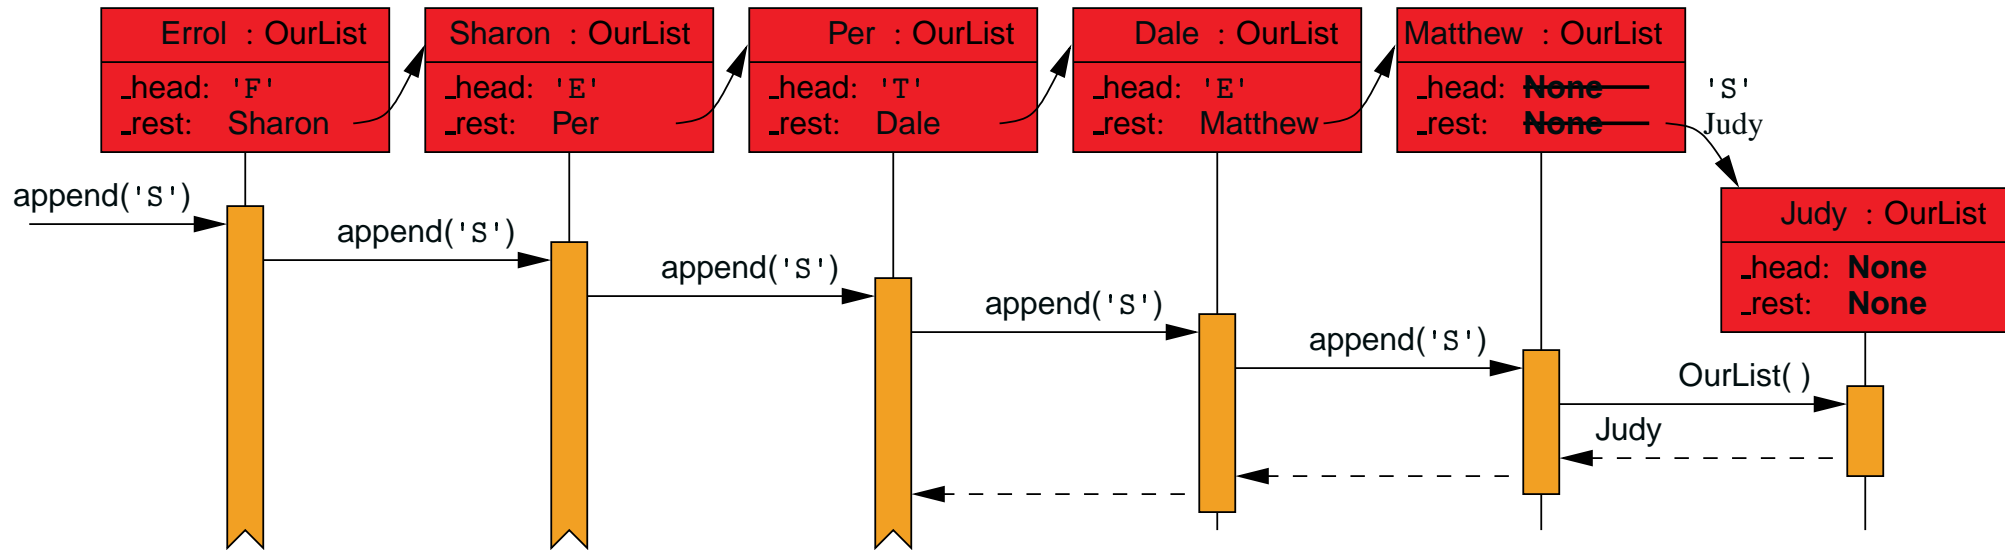 Errol : OurList
_head: 'F'
_rest: Sharon
Sharon : OurList
_head: 'E'
_rest: Per
Per : OurList
_head: 'T'
_rest: Dale
Dale : OurList
_head: 'E'
_rest: Matthew
Matthew : OurList
_head: None 'S'
_rest: None Judy
Judy : OurList
_head: None
_rest: None
append('S')
append('S')
append('S')
append('S')
append('S')
OurList( )
Judy